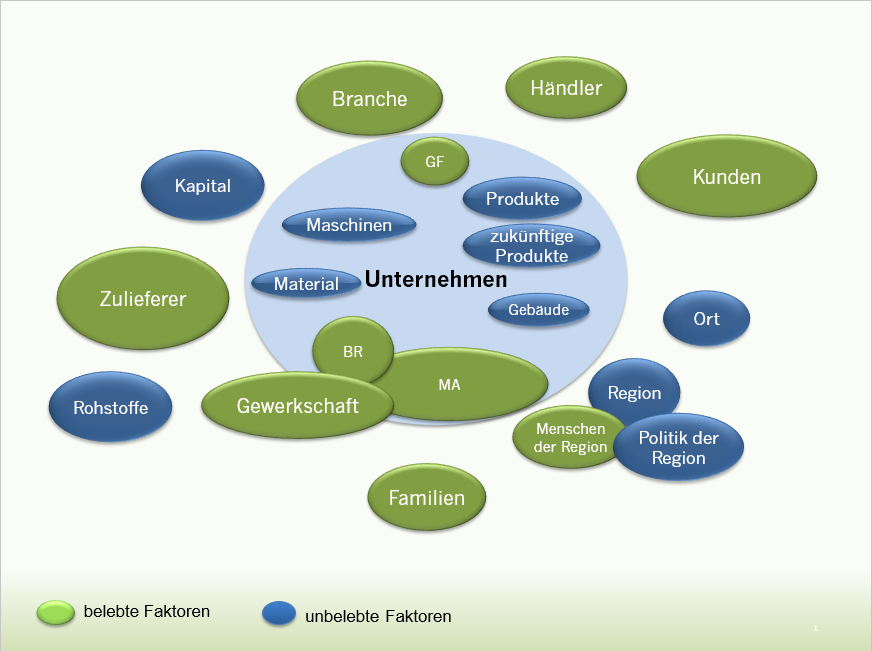 Branche
Händler
GF
Kunden
Kapital
Produkte
Maschinen
zukünftige
Produkte
Material
Unternehmen
Zulieferer
Gebäude
Ort
BR
MA
Region
Gewerkschaft
Rohstoffe
Menschen
der Region
Politik der
Region
Familien
belebte Faktoren
unbelebte Faktoren
1